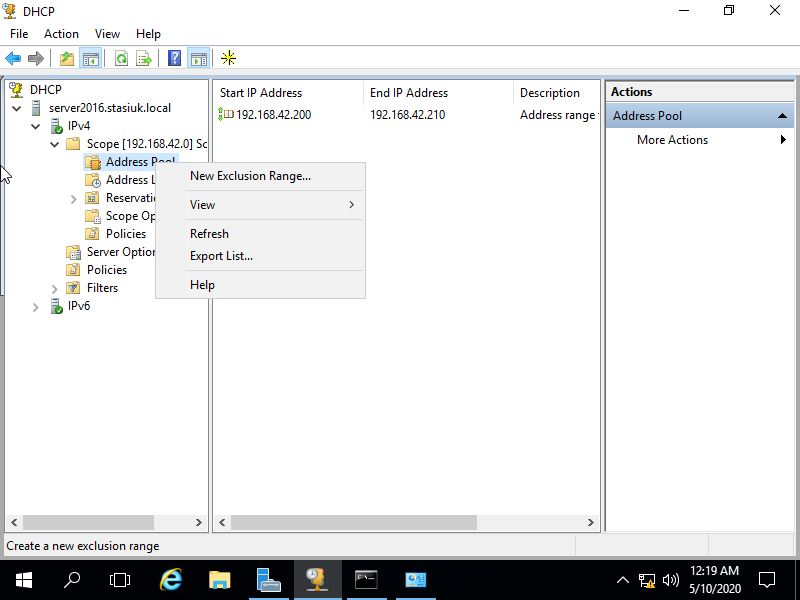 DHCP
File Action View Help
DHCP
server2016.stasiuk.local
IPv4
Scope [192.168.42.0] Sc
Address Pool
Address L
Reservatio
Scope Op
Policies
Server Option
Policies
Filters
IPv6
New Exclusion Range...
View
Refresh
Export List...
Help
Start IP Address End IP Address Description
192.168.42.200 192.168.42.210 Address range
Actions
Address Pool
More Actions
Create a new exclusion range
12:19 AM
5/10/2020